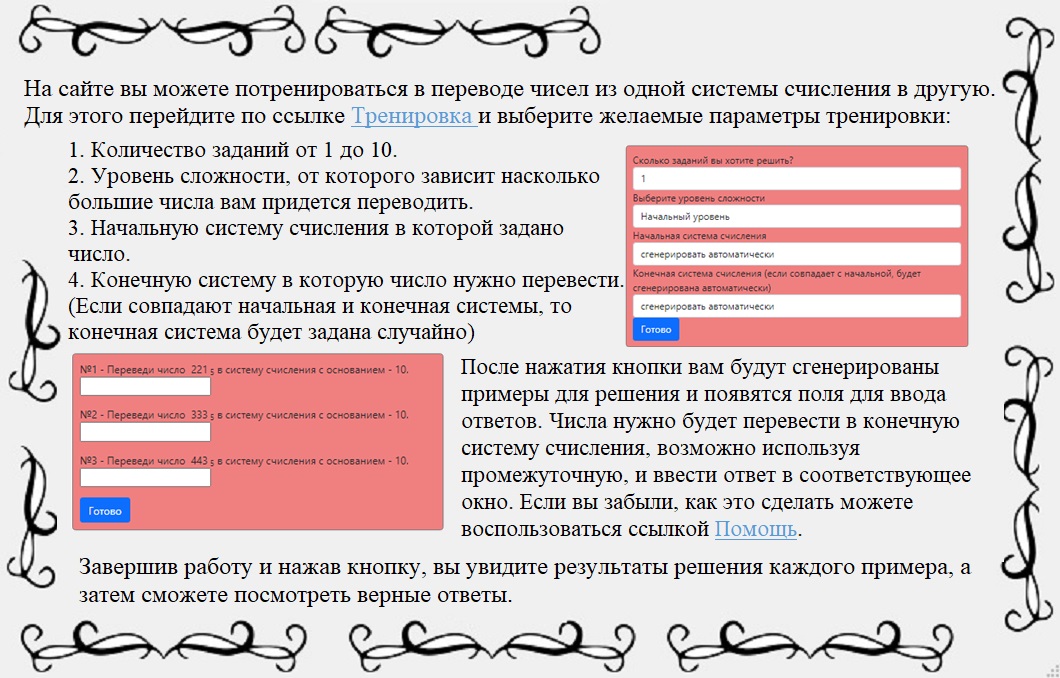 На сайте вы можете потренироваться в переводе чисел из одной системы счисления в другую.
Для этого перейдите по ссылке Тренировка и выберите желаемые параметры тренировки:
1. Количество заданий от 1 до 10.
2. Уровень сложности, от которого зависит насколько
большие числа вам придется переводить.
3. Начальную систему счисления в которой задано
число.
4. Конечную систему в которую число нужно перевести.
(Если совпадают начальная и конечная системы, то
конечная система будет задана случайно)
Сколько заданий вы хотите решить?
1
Выберите уровень сложности
Начальный уровень
Начальная система счисления
сгенерировать автоматически
Конечная система счисления (если совпадает с начальной, будет
сгенерирована автоматически)
сгенерировать автоматически
Готово
№1 - Переведи число 221 5 в систему счисления с основанием - 10.
№2 - Переведи число 333 5 в систему счисления с основанием - 10.
№3 - Переведи число 443 5 в систему счисления с основанием - 10.
Готово
После нажатия кнопки вам будут сгенерированы
примеры для решения и появятся поля для ввода
ответов. Числа нужно будет перевести в конечную
систему счисления, возможно используя
промежуточную, и ввести ответ в соответствующее
окно. Если вы забыли, как это сделать можете
воспользоваться ссылкой Помощь.
Завершив работу и нажав кнопку, вы увидите результаты решения каждого примера, а
затем сможете посмотреть верные ответы.